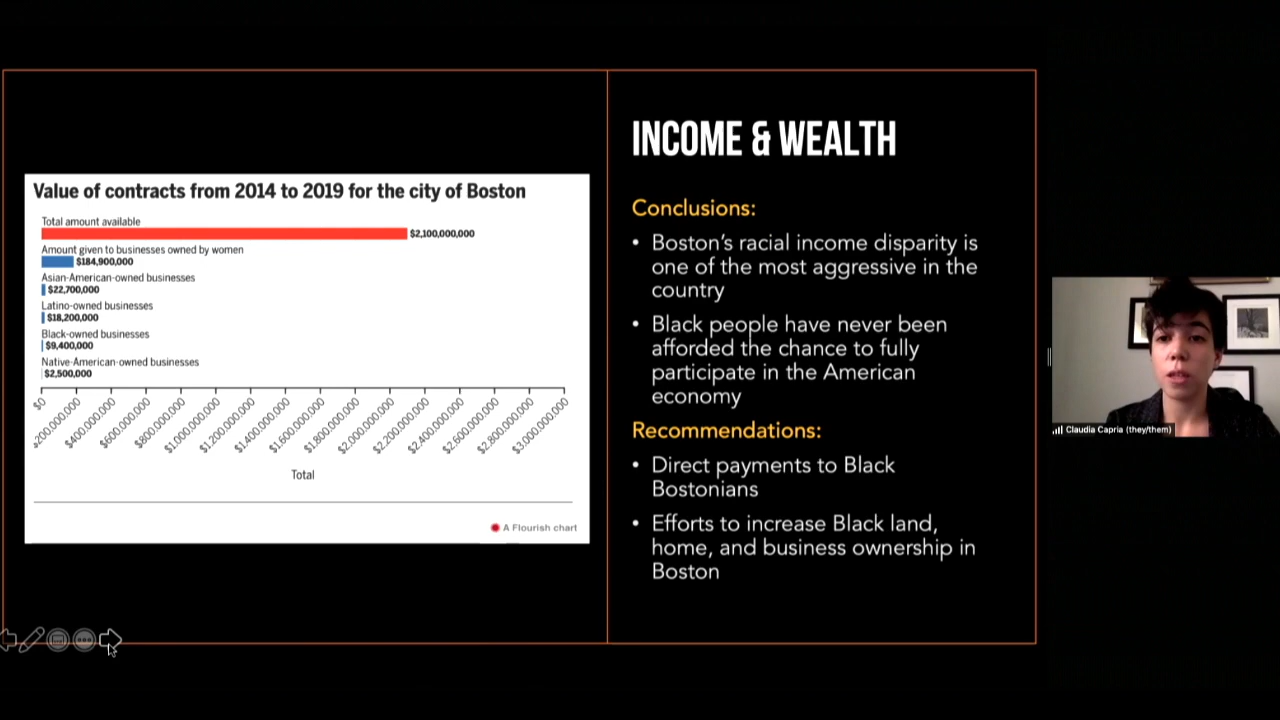 Value of contracts from 2014 to 2019 for the city of Boston
Total amount available
$2,100,000,000
Amount given to businesses owned by women
$184,900,000
Asian-American-owned businesses
$22,700,000
Latino-owned businesses
$18,200,000
Black-owned businesses
$9,400,000
Native-American-owned businesses
$2,500,000
$0
$200,000,000
$400,000,000
$600,000,000
$800,000,000
$1,000,000,000
$1,200,000,000
$1,400,000,000
$1,600,000,000
$1,800,000,000
$2,000,000,000
$2,200,000,000
$2,400,000,000
$2,600,000,000
$2,800,000,000
$3,000,000,000
Total
A Flourish chart
INCOME & WEALTH
Conclusions:
• Boston's racial income disparity is
one of the most aggressive in the
country
• Black people have never been
afforded the chance to fully
participate in the American
economy
Recommendations:
• Direct payments to Black
Bostonians
• Efforts to increase Black land,
home, and business ownership in
Boston
Claudia Capria (they/them)